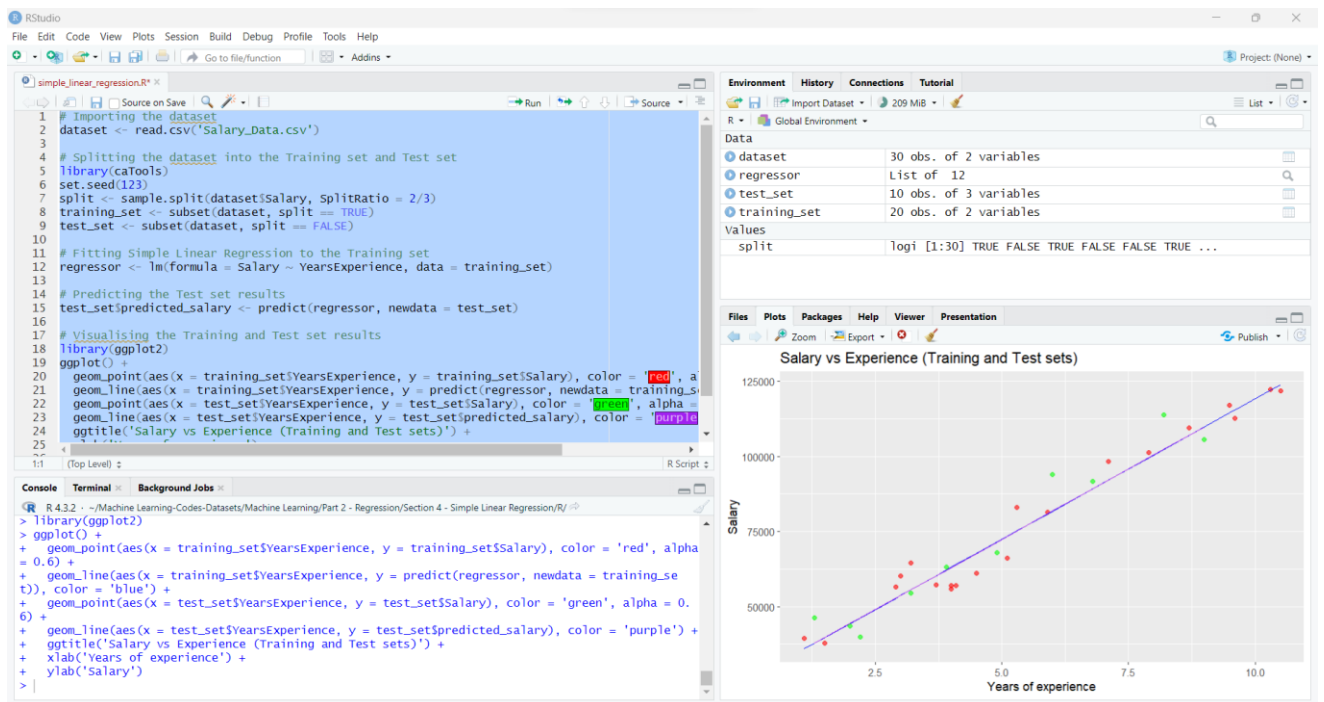 RStudio
File Edit Code View Plots Session Build Debug Profile Tools Help
Go to file/function Addins Project: (None)
simple_linear_regression.R*
Source on Save Run Source
1 # Importing the dataset
2 dataset <- read.csv('Salary_Data.csv')
3
4 # Splitting the dataset into the Training set and Test set
5 library(caTools)
6 set.seed(123)
7 split <- sample.split(dataset$Salary, SplitRatio = 2/3)
8 training_set <- subset(dataset, split == TRUE)
9 test_set <- subset(dataset, split == FALSE)
10
11 # Fitting Simple Linear Regression to the Training set
12 regressor <- lm(formula = Salary ~ YearsExperience, data = training_set)
13
14 # Predicting the Test set results
15 test_set$predicted_salary <- predict(regressor, newdata = test_set)
16
17 # Visualising the Training and Test set results
18 library(ggplot2)
19 ggplot() +
20 geom_point(aes(x = training_set$YearsExperience, y = training_set$Salary), color = 'red', a
21 geom_line(aes(x = training_set$YearsExperience, y = predict(regressor, newdata = training_s
22 geom_point(aes(x = test_set$YearsExperience, y = test_set$Salary), color = 'green', alpha =
23 geom_line(aes(x = test_set$YearsExperience, y = test_set$predicted_salary), color = 'purple
24 ggtitle('Salary vs Experience (Training and Test sets)') +
25
1:1 (Top Level) R Script
Console Terminal Background Jobs
R 4.3.2 · ~/Machine Learning-Codes-Datasets/Machine Learning/Part 2 - Regression/Section 4 - Simple Linear Regression/R/
> library(ggplot2)
> ggplot() +
+ geom_point(aes(x = training_set$YearsExperience, y = training_set$Salary), color = 'red', alpha
= 0.6) +
+ geom_line(aes(x = training_set$YearsExperience, y = predict(regressor, newdata = training_se
t)), color = 'blue') +
+ geom_point(aes(x = test_set$YearsExperience, y = test_set$Salary), color = 'green', alpha = 0.
6) +
+ geom_line(aes(x = test_set$YearsExperience, y = test_set$predicted_salary), color = 'purple') +
+ ggtitle('Salary vs Experience (Training and Test sets)') +
+ xlab('Years of experience') +
+ ylab('Salary')
>
Environment History Connections Tutorial
Import Dataset 209 MiB List
R Global Environment
Data
dataset 30 obs. of 2 variables
regressor List of 12
test_set 10 obs. of 3 variables
training_set 20 obs. of 2 variables
Values
split logi [1:30] TRUE FALSE TRUE FALSE FALSE TRUE ...
Files Plots Packages Help Viewer Presentation
Zoom Export Publish
Salary vs Experience (Training and Test sets)
125000
100000
75000
50000
Salary
2.5 5.0 7.5 10.0
Years of experience